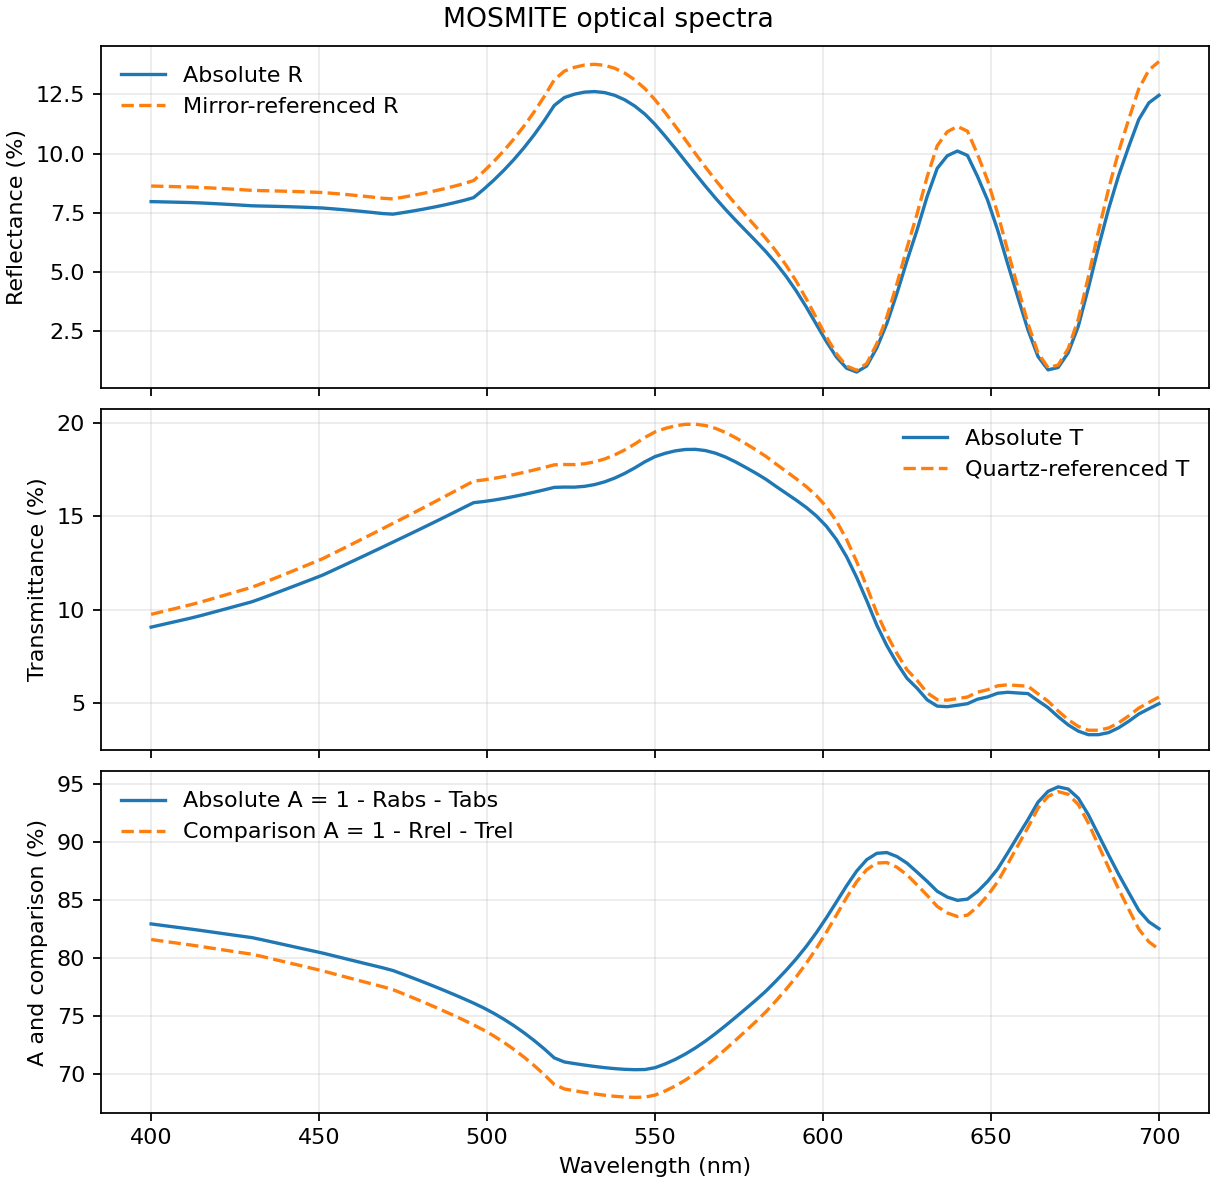 MOSMITE optical spectra
Absolute R
Mirror-referenced R
Reflectance (%)
12.5
10.0
7.5
5.0
2.5
Absolute T
Quartz-referenced T
Transmittance (%)
20
15
10
5
Absolute A = 1 - Rabs - Tabs
Comparison A = 1 - Rrel - Trel
A and comparison (%)
95
90
85
80
75
70
400 450 500 550 600 650 700
Wavelength (nm)